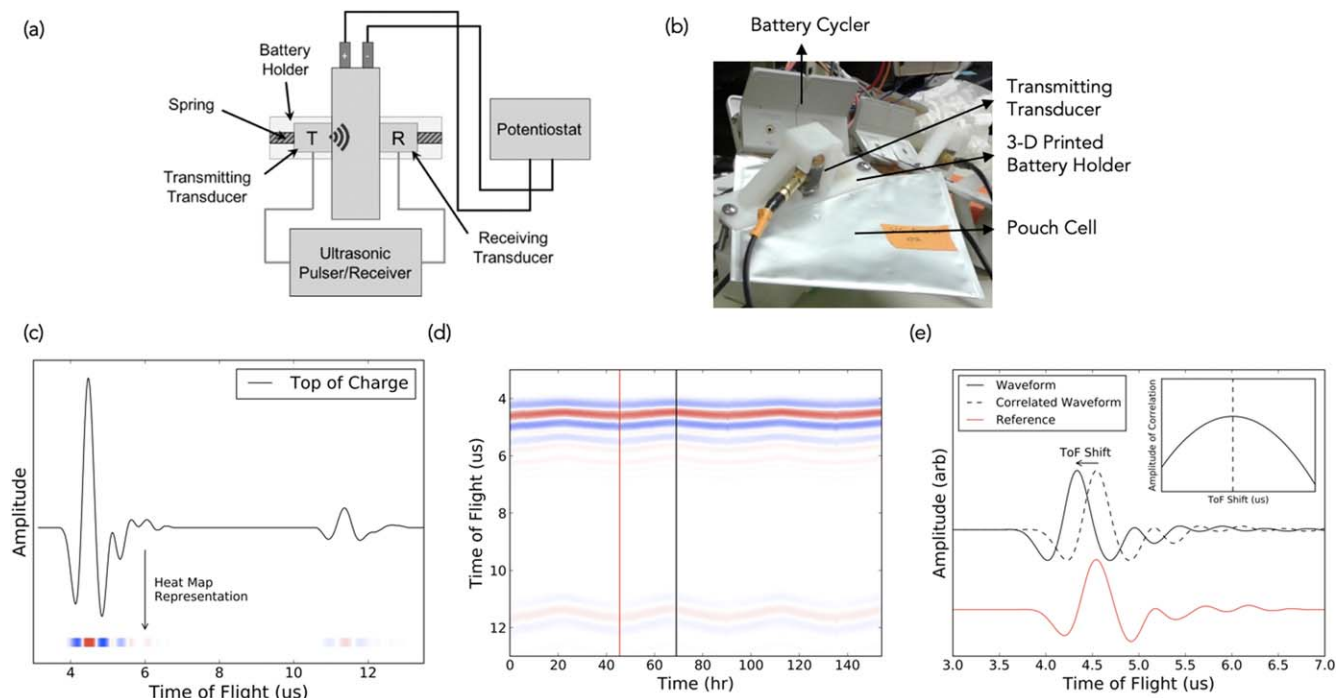 (a)
+
-
Battery
Holder
Spring
T
R
Potentiostat
Transmitting
Transducer
Ultrasonic
Pulser/Receiver
Receiving
Transducer
(b)
Battery Cycler
Transmitting
Transducer
3-D Printed
Battery Holder
Pouch Cell
(c)
Top of Charge
Amplitude
Heat Map
Representation
4
6
8
10
12
Time of Flight (us)
(d)
Time of Flight (us)
4
6
8
10
12
0
20
40
60
80
100
120
140
Time (hr)
(e)
Waveform
Correlated Waveform
Reference
Amplitude of Correlation
ToF Shift (us)
ToF Shift
Amplitude (arb)
3.0
3.5
4.0
4.5
5.0
5.5
6.0
6.5
7.0
Time of Flight (us)